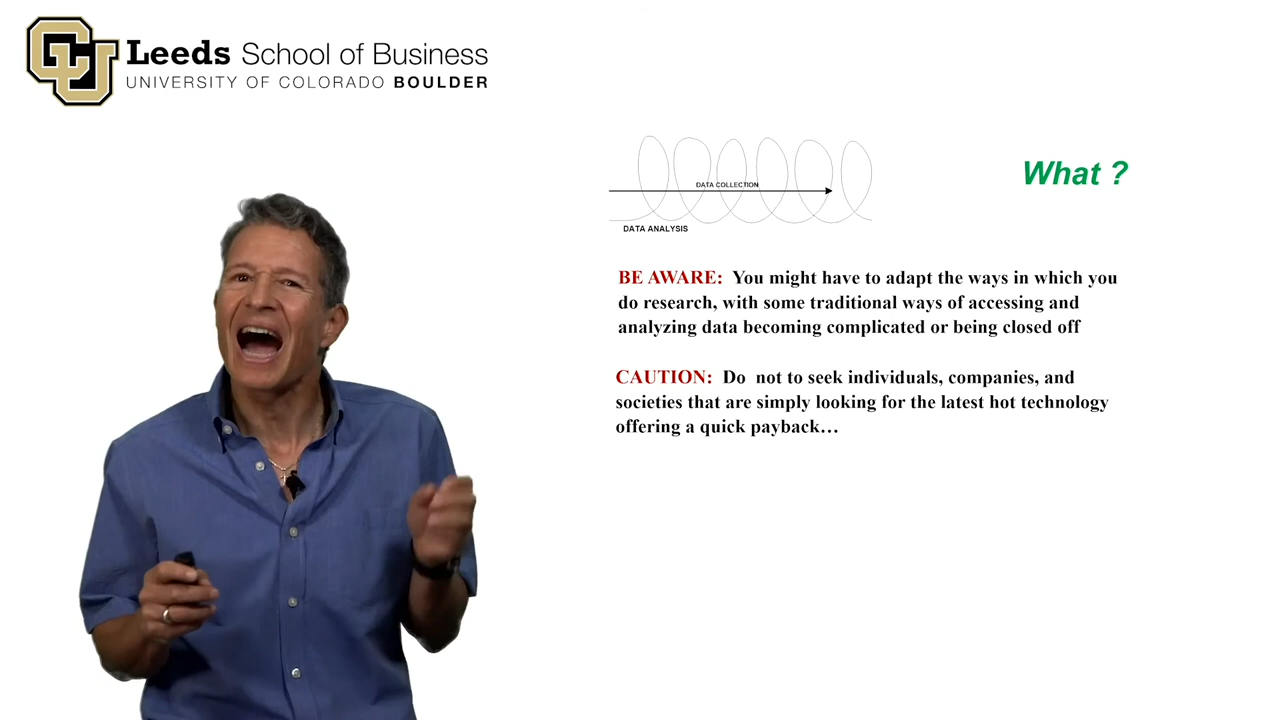 Leeds School of Business
UNIVERSITY OF COLORADO BOULDER
What ?
DATA COLLECTION
DATA ANALYSIS
BE AWARE: You might have to adapt the ways in which you
do research, with some traditional ways of accessing and
analyzing data becoming complicated or being closed off
CAUTION: Do not to seek individuals, companies, and
societies that are simply looking for the latest hot technology
offering a quick payback…